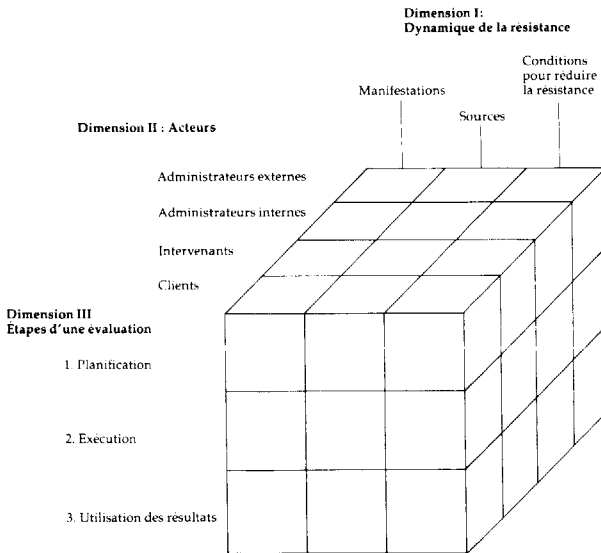 Dimension I:
Dynamique de la résistance
Conditions
pour réduire
la résistance
Manifestations
Sources
Dimension II : Acteurs
Administrateurs externes
Administrateurs internes
Intervenants
Clients
Dimension III
Étapes d'une évaluation
1. Planification
2. Exécution
3. Utilisation des résultats